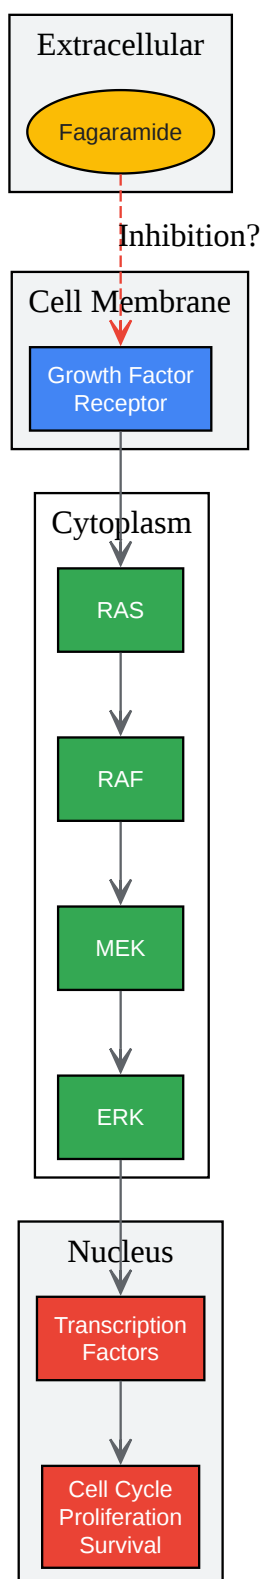 Extracellular
Fagaramide
Inhibition?
Cell Membrane
Growth Factor
Receptor
Cytoplasm
RAS
RAF
MEK
ERK
Nucleus
Transcription
Factors
Cell Cycle
Proliferation
Survival